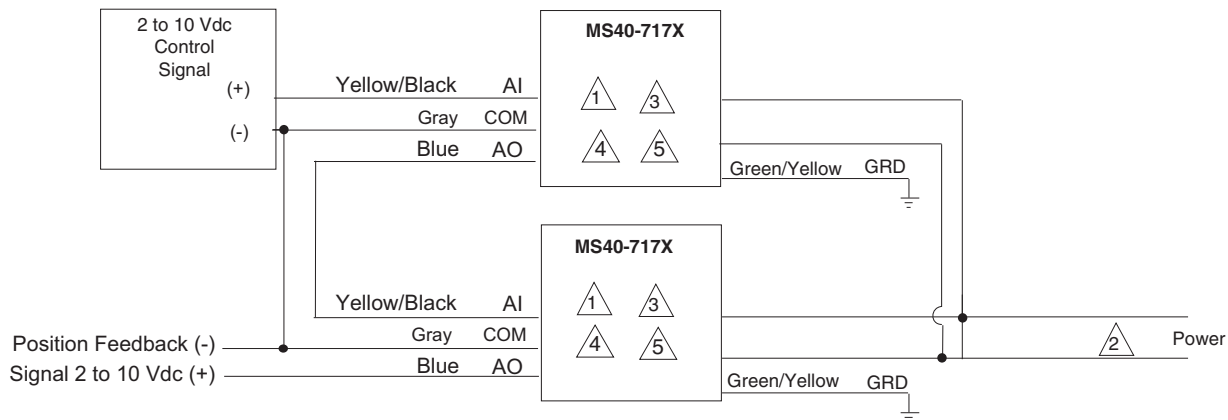 2 to 10 Vdc
Control
Signal
(+)
(-)
Yellow/Black AI
Gray COM
Blue AO
MS40-717X
1 3
4 5
Green/Yellow GRD
MS40-717X
1 3
4 5
Yellow/Black AI
Gray COM
Blue AO
Position Feedback (-)
Signal 2 to 10 Vdc (+)
Green/Yellow GRD
2 Power